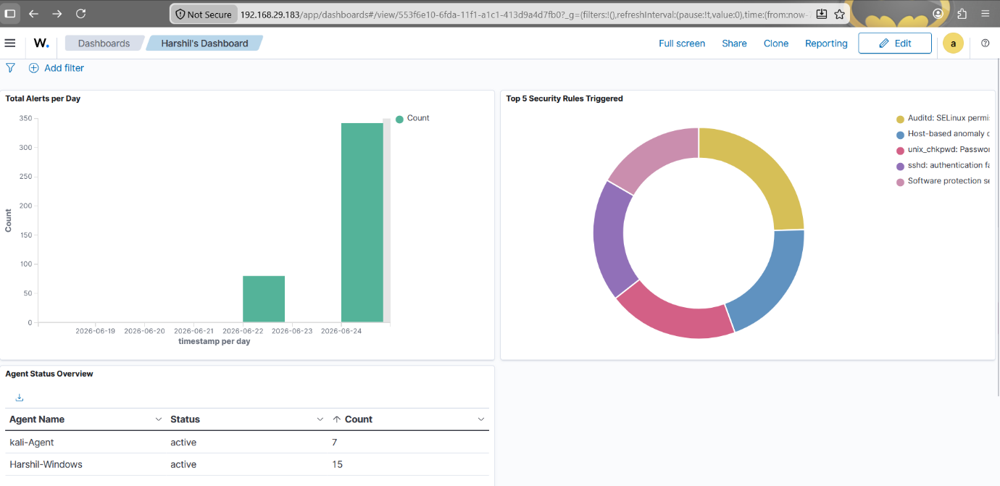 Not Secure 192.168.29.183/app/dashboards#/view/553f6e10-6fda-11f1-a1c1-413d9a4d7fb0?_g=(filters:!(),refreshInterval:(pause:!t,value:0),time:(from:now-
W. Dashboards Harshil's Dashboard Full screen Share Clone Reporting Edit a
Add filter
Total Alerts per Day
350
300
250
200
150
100
50
0
Count
2026-06-19 2026-06-20 2026-06-21 2026-06-22 2026-06-23 2026-06-24
timestamp per day
Count
Top 5 Security Rules Triggered
Auditd: SELinux permi
Host-based anomaly
unix_chkpwd: Passwor
sshd: authentication fa
Software protection se
Agent Status Overview
Agent Name Status Count
kali-Agent active 7
Harshil-Windows active 15